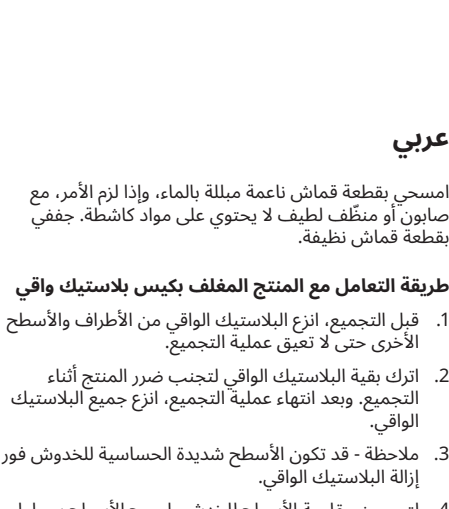 عربي
امسحي بقطعة قماش ناعمة مبللة بالماء، وإذا لزم الأمر، مع
صابون أو منظّف لطيف لا يحتوي على مواد كاشطة. جففي
بقطعة قماش نظيفة.
طريقة التعامل مع المنتج المغلف بكيس بلاستيك واقي
1. قبل التجميع، انزع البلاستيك الواقي من الأطراف والأسطح
الأخرى حتى لا تعيق عملية التجميع.
2. اترك بقية البلاستيك الواقي لتجنب ضرر المنتج أثناء
التجميع. وبعد انتهاء عملية التجميع، انزع جميع البلاستيك
الواقي.
3. ملاحظة - قد تكون الأسطح شديدة الحساسية للخدوش فور
إزالة البلاستيك الواقي.
4.